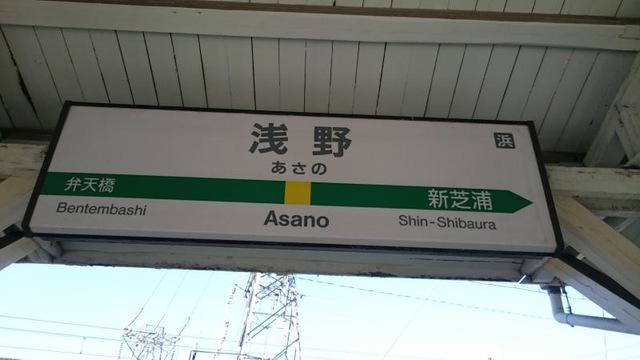 浅野
浜
あさの
弁天橋
新芝浦
Bentembashi
Asano
Shin-Shibaura